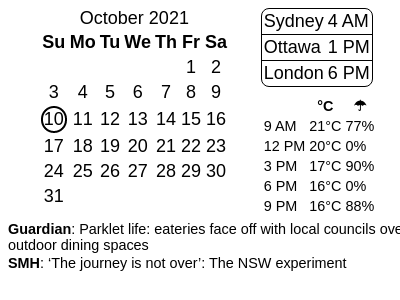 October 2021
Su Mo Tu We Th Fr Sa
1 2
3 4 5 6 7 8 9
10 11 12 13 14 15 16
17 18 19 20 21 22 23
24 25 26 27 28 29 30
31
Sydney 4 AM
Ottawa 1 PM
London 6 PM
°C ☂
9 AM 21°C 77%
12 PM 20°C 0%
3 PM 17°C 90%
6 PM 16°C 0%
9 PM 16°C 88%
Guardian: Parklet life: eateries face off with local councils ove
outdoor dining spaces
SMH: ‘The journey is not over’: The NSW experiment